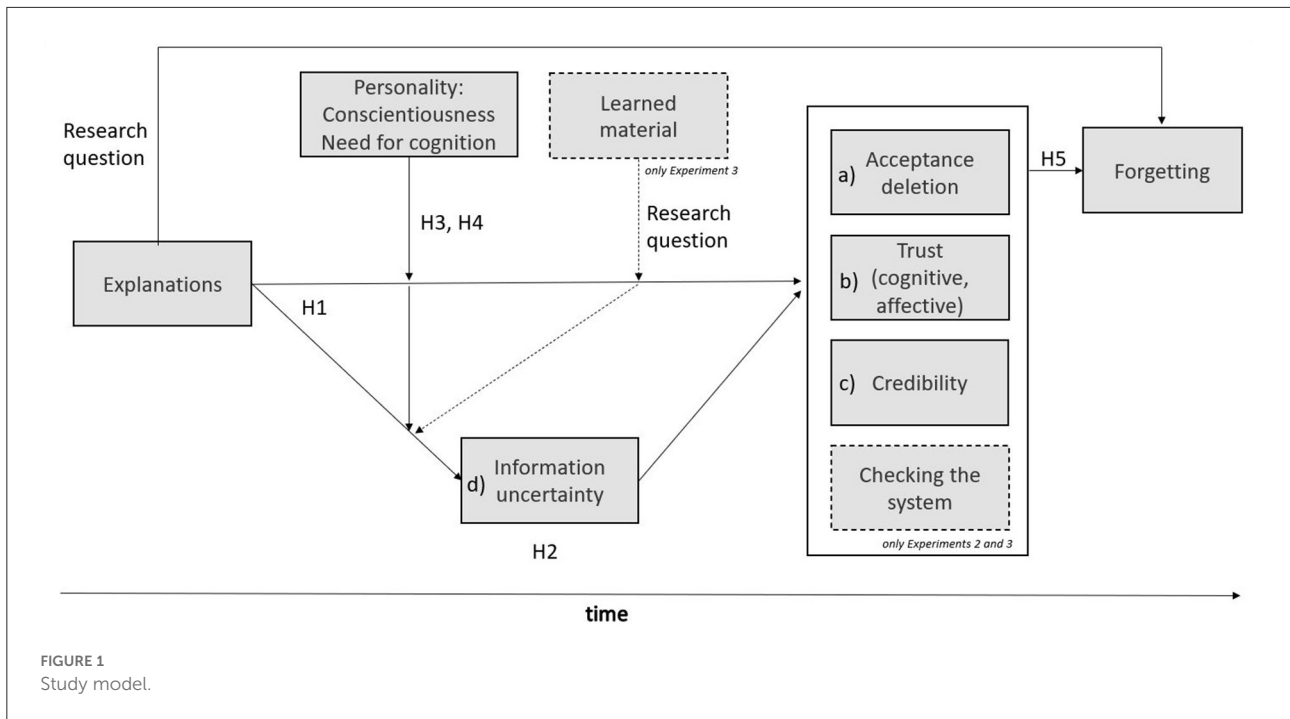 Research
question
Personality:
Conscientiousness
Need for cognition
Learned
material
only Experiment 3
H3, H4
Research
question
Explanations
H1
a) Acceptance
deletion
H5
Forgetting
b) Trust
(cognitive,
affective)
c) Credibility
d) Information
uncertainty
H2
Checking the
system
only Experiments 2 and 3
time
FIGURE 1
Study model.